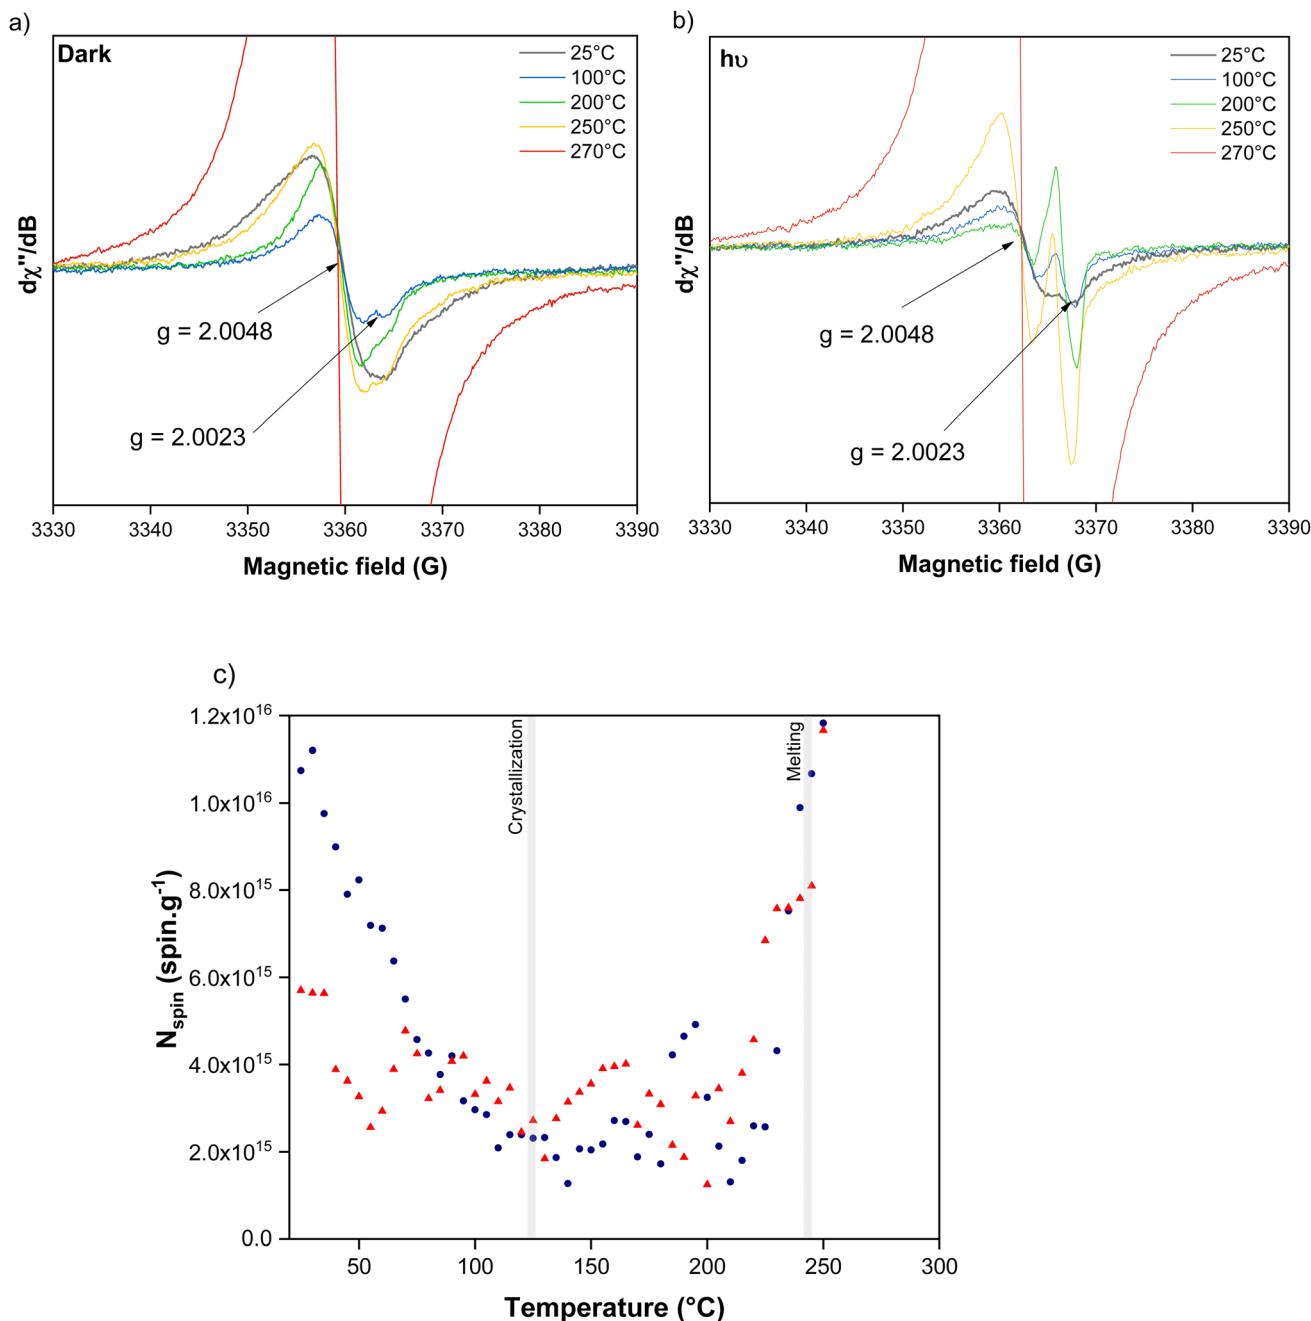 a)
Dark
25°C
100°C
200°C
250°C
270°C
dχ"/dB
g = 2.0048
g = 2.0023
3330 3340 3350 3360 3370 3380 3390
Magnetic field (G)
b)
hυ
25°C
100°C
200°C
250°C
270°C
dχ"/dB
g = 2.0048
g = 2.0023
3330 3340 3350 3360 3370 3380 3390
Magnetic field (G)
c)
1.2x10¹⁶
1.0x10¹⁶
8.0x10¹⁵
6.0x10¹⁵
4.0x10¹⁵
2.0x10¹⁵
0.0
Nspin (spin.g⁻¹)
Crystallization
Melting
50 100 150 200 250 300
Temperature (°C)